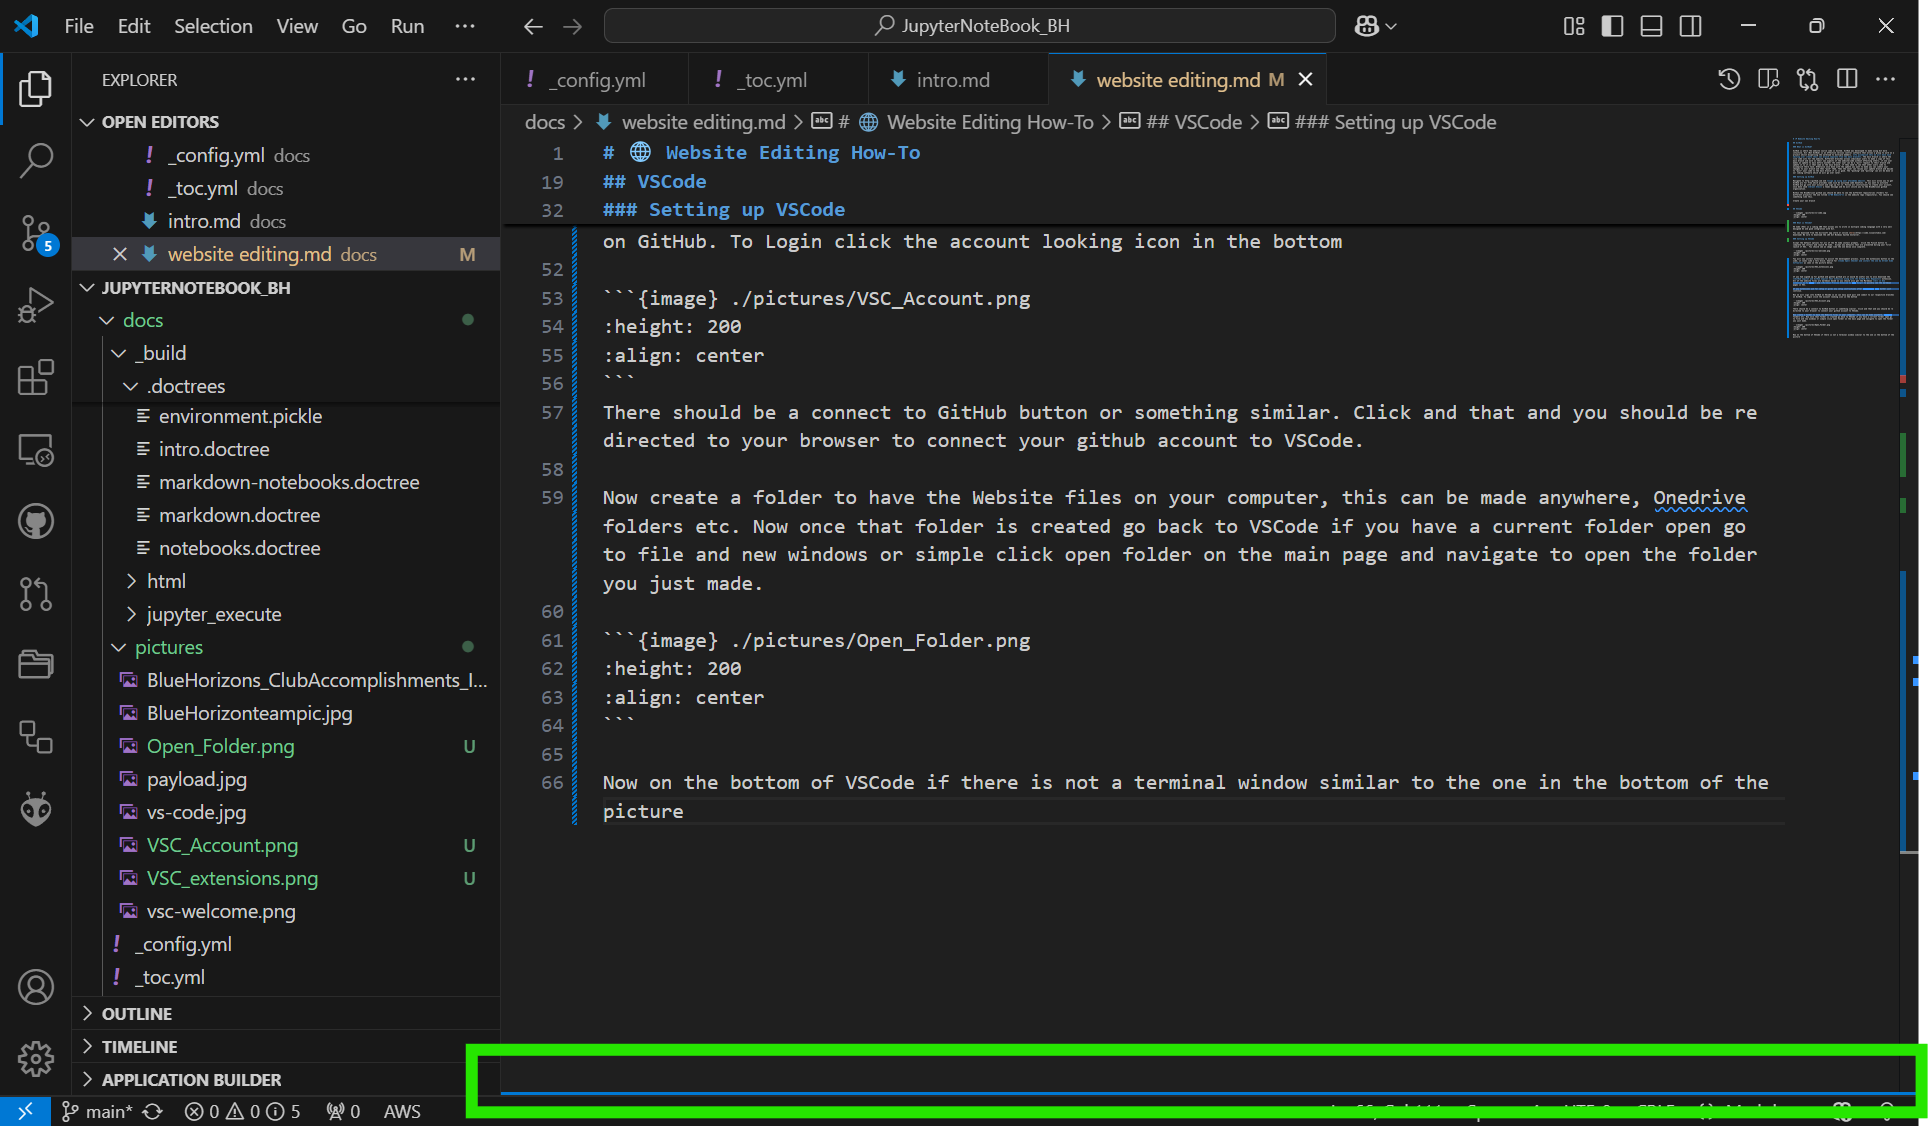 File Edit Selection View Go Run ···
JupyterNoteBook_BH
EXPLORER
_config.yml
_toc.yml
intro.md
website editing.md M
OPEN EDITORS
_config.yml docs
_toc.yml docs
intro.md docs
website editing.md docs M
5
JUPYTERNOTEBOOK_BH
docs
_build
.doctrees
environment.pickle
intro.doctree
markdown-notebooks.doctree
markdown.doctree
notebooks.doctree
html
jupyter_execute
pictures
BlueHorizons_ClubAccomplishments_I...
BlueHorizonteampic.jpg
Open_Folder.png U
payload.jpg
vs-code.jpg
VSC_Account.png U
VSC_extensions.png U
vsc-welcome.png
_config.yml
_toc.yml
OUTLINE
TIMELINE
APPLICATION BUILDER
docs > website editing.md > # Website Editing How-To > ## VSCode > ### Setting up VSCode
1 # Website Editing How-To
19 ## VSCode
32 ### Setting up VSCode
on GitHub. To Login click the account looking icon in the bottom
52
53 ```{image} ./pictures/VSC_Account.png
54 :height: 200
55 :align: center
56 ```
57 There should be a connect to GitHub button or something similar. Click and that and you should be re
directed to your browser to connect your github account to VSCode.
58
59 Now create a folder to have the Website files on your computer, this can be made anywhere, Onedrive
folders etc. Now once that folder is created go back to VSCode if you have a current folder open go
to file and new windows or simple click open folder on the main page and navigate to open the folder
you just made.
60
61 ```{image} ./pictures/Open_Folder.png
62 :height: 200
63 :align: center
64 ```
65
66 Now on the bottom of VSCode if there is not a terminal window similar to the one in the bottom of the
picture
main* 0 0 5 0 AWS